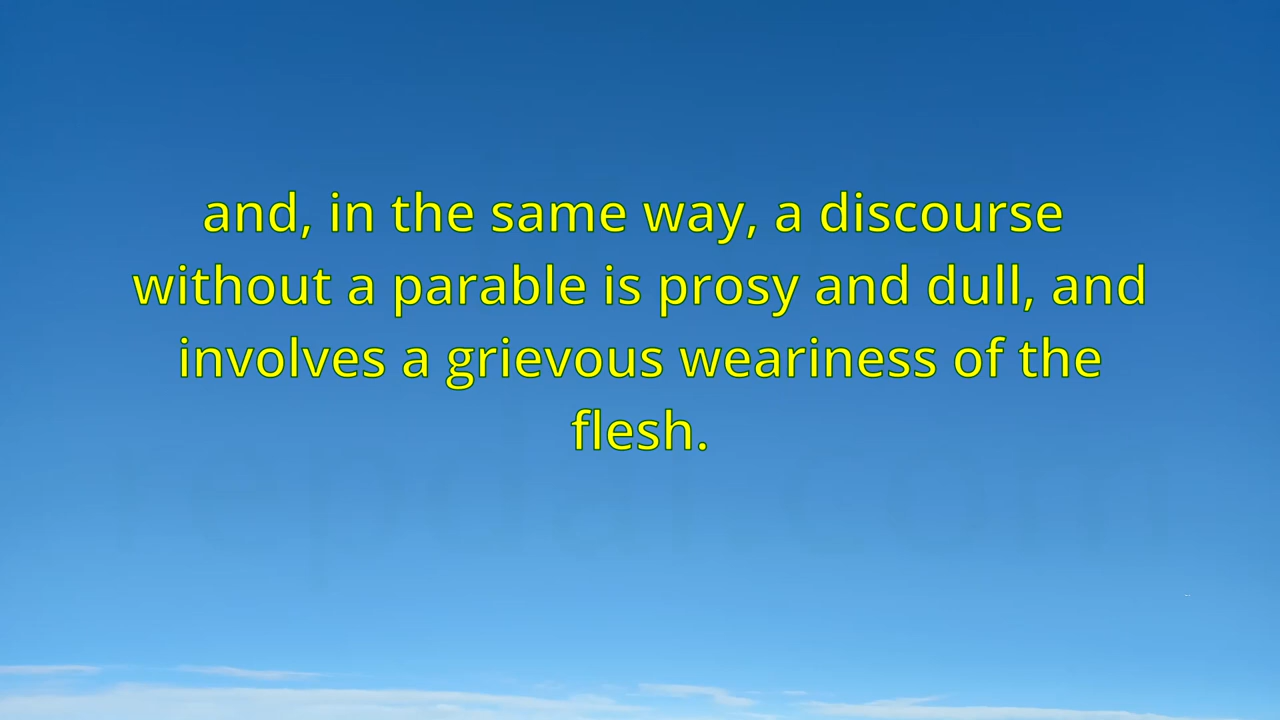 and, in the same way, a discourse
without a parable is prosy and dull, and
involves a grievous weariness of the
flesh.